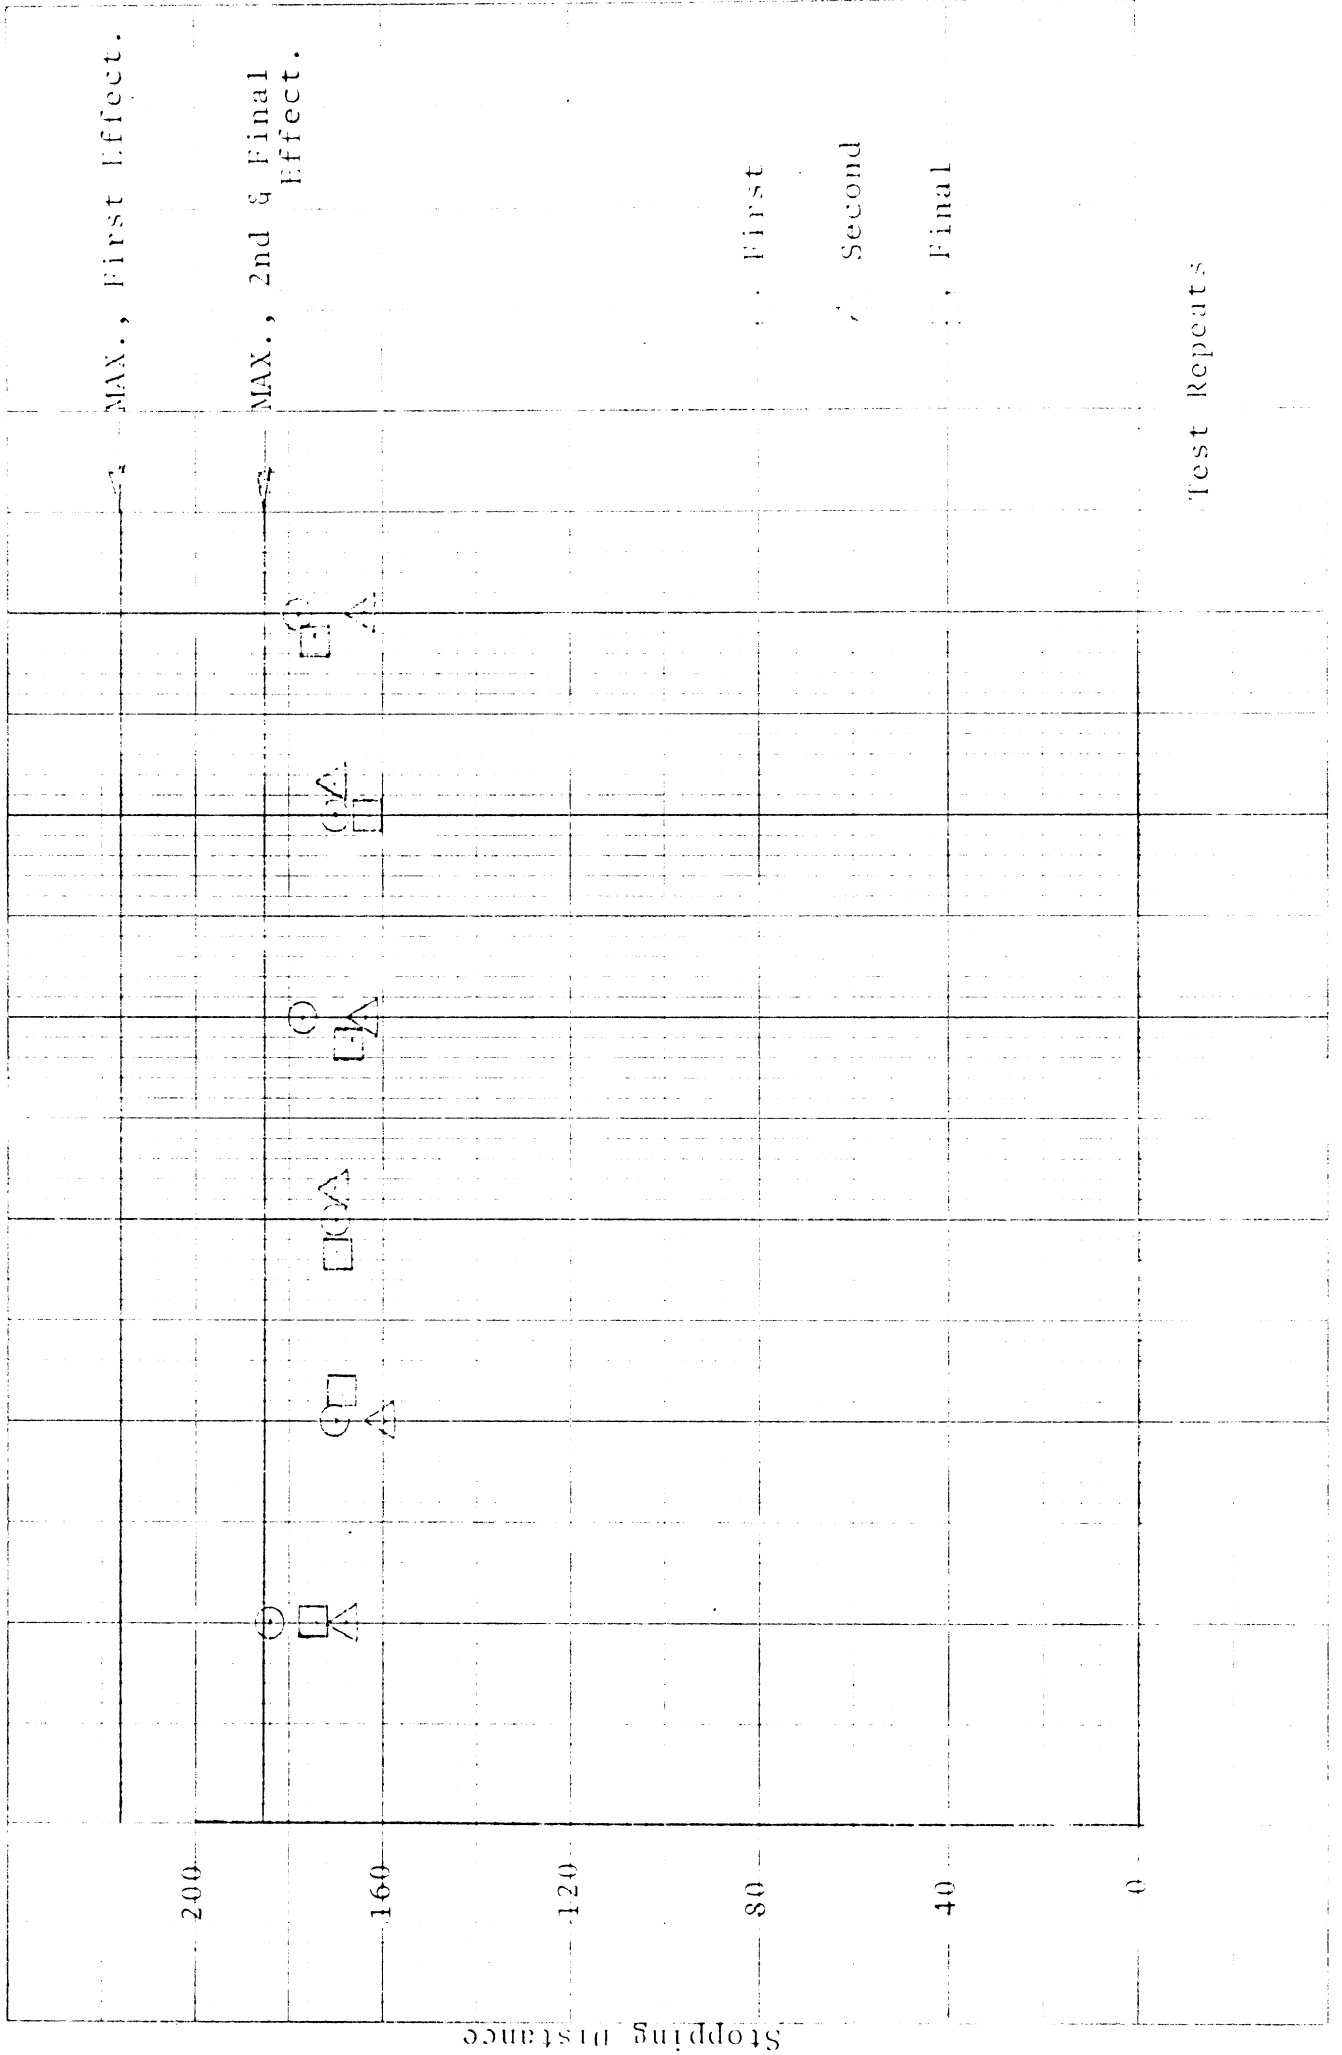 MAX., First Effect.
MAX., 2nd & Final
Effect.
First
Second
Final
Test Repeats
200
160
120
80
40
0
Stopping Distance